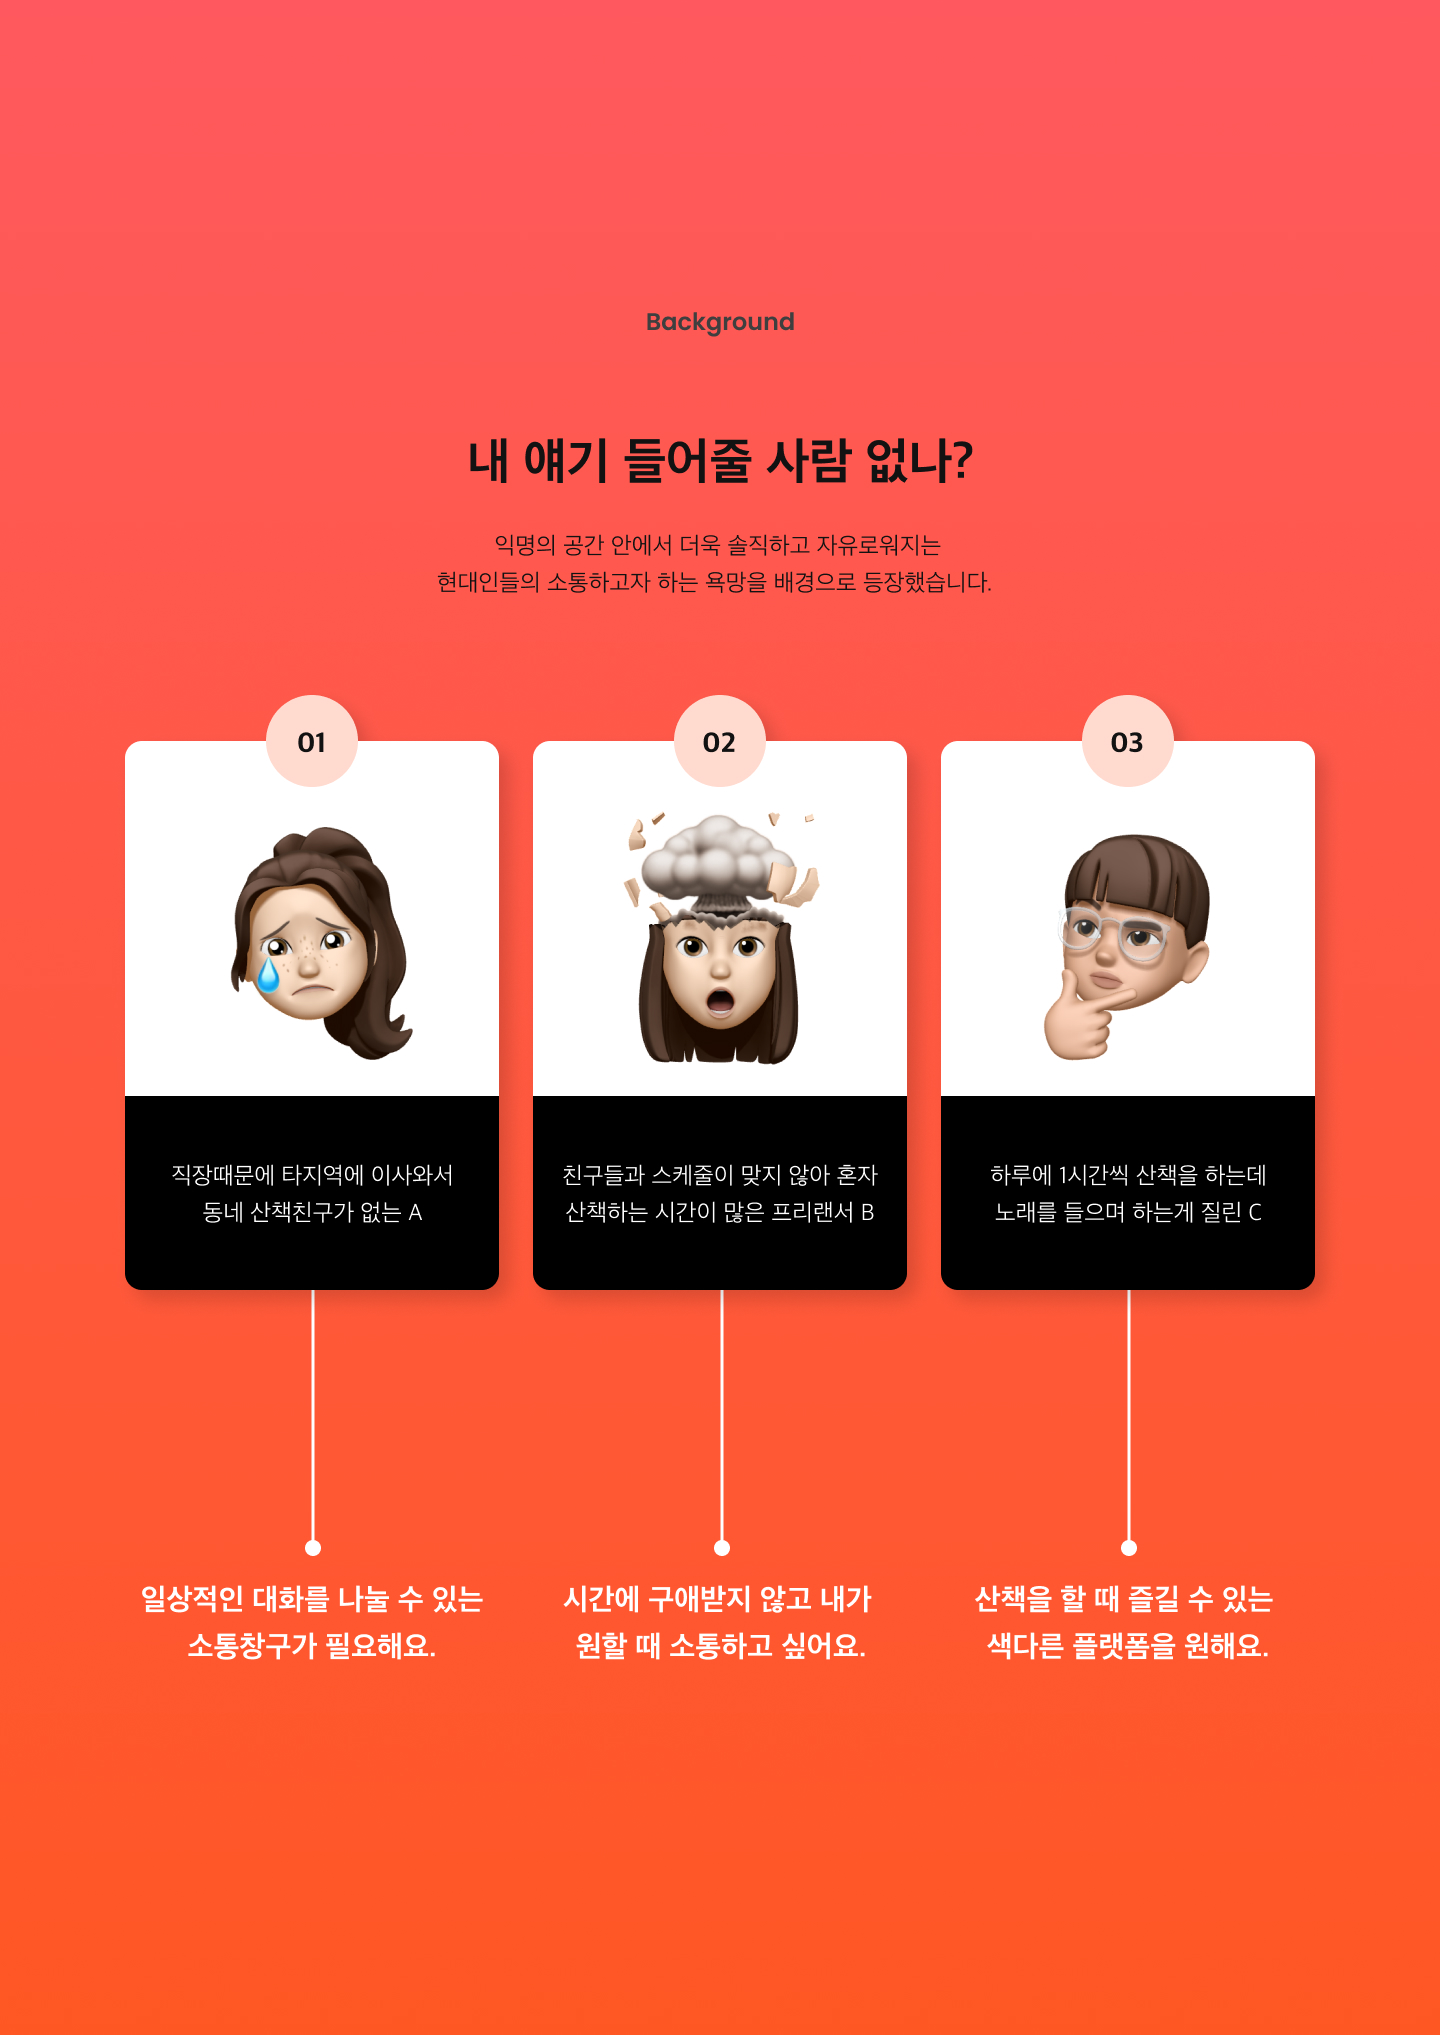 Background
내 얘기 들어줄 사람 없나?
익명의 공간 안에서 더욱 솔직하고 자유로워지는
현대인들의 소통하고자 하는 욕망을 배경으로 등장했습니다.
01
직장때문에 타지역에 이사와서
동네 산책친구가 없는 A
일상적인 대화를 나눌 수 있는
소통창구가 필요해요.
02
친구들과 스케줄이 맞지 않아 혼자
산책하는 시간이 많은 프리랜서 B
시간에 구애받지 않고 내가
원할 때 소통하고 싶어요.
03
하루에 1시간씩 산책을 하는데
노래를 들으며 하는게 질린 C
산책을 할 때 즐길 수 있는
색다른 플랫폼을 원해요.